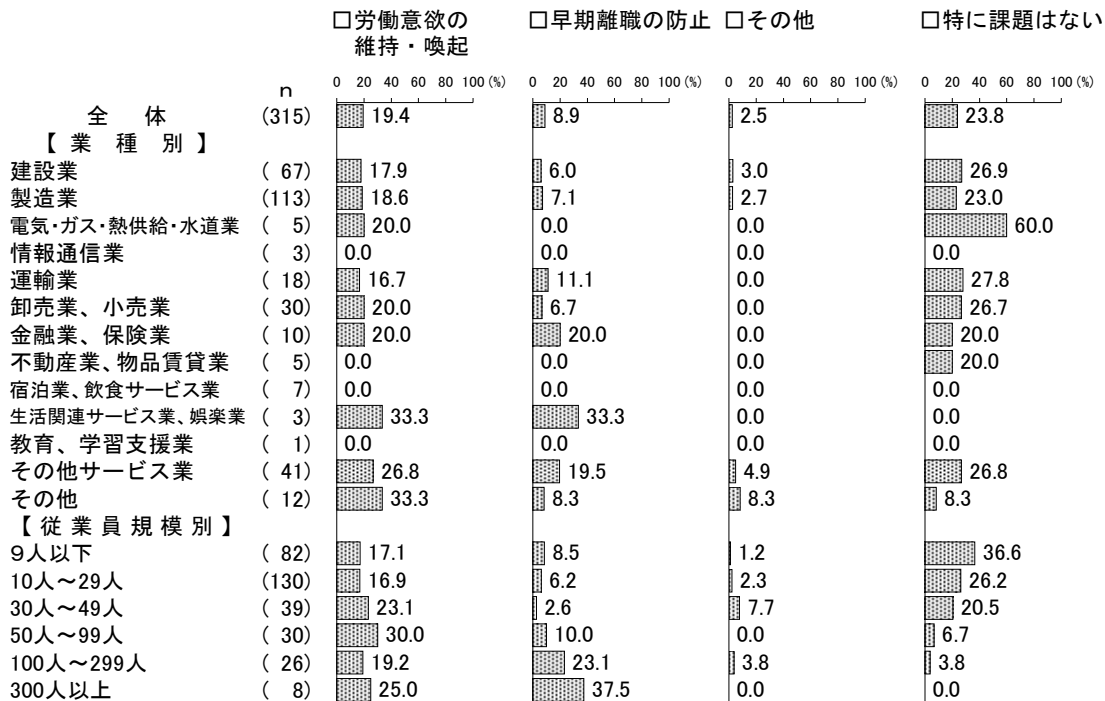 □労働意欲の □早期離職の防止 □その他 □特に課題はない
維持・喚起
n 0 20 40 60 80 100 (%) 0 20 40 60 80 100 (%) 0 20 40 60 80 100 (%) 0 20 40 60 80 100 (%)
全 体 (315) 19.4 8.9 2.5 23.8
【 業 種 別 】
建設業 ( 67) 17.9 6.0 3.0 26.9
製造業 (113) 18.6 7.1 2.7 23.0
電気・ガス・熱供給・水道業 ( 5) 20.0 0.0 0.0 60.0
情報通信業 ( 3) 0.0 0.0 0.0 0.0
運輸業 ( 18) 16.7 11.1 0.0 27.8
卸売業、小売業 ( 30) 20.0 6.7 0.0 26.7
金融業、保険業 ( 10) 20.0 20.0 0.0 20.0
不動産業、物品賃貸業 ( 5) 0.0 0.0 0.0 20.0
宿泊業、飲食サービス業 ( 7) 0.0 0.0 0.0 0.0
生活関連サービス業、娯楽業 ( 3) 33.3 33.3 0.0 0.0
教育、学習支援業 ( 1) 0.0 0.0 0.0 0.0
その他サービス業 ( 41) 26.8 19.5 4.9 26.8
その他 ( 12) 33.3 8.3 8.3 8.3
【 従 業 員 規 模 別 】
9人以下 ( 82) 17.1 8.5 1.2 36.6
10人～29人 (130) 16.9 6.2 2.3 26.2
30人～49人 ( 39) 23.1 2.6 7.7 20.5
50人～99人 ( 30) 30.0 10.0 0.0 6.7
100人～299人 ( 26) 19.2 23.1 3.8 3.8
300人以上 ( 8) 25.0 37.5 0.0 0.0